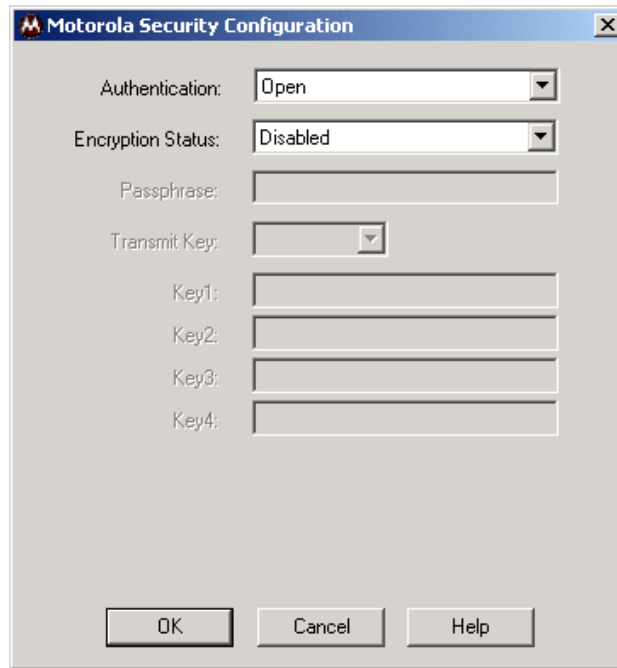 Motorola Security Configuration
Authentication: Open
Encryption Status: Disabled
Passphrase:
Transmit Key:
Key1:
Key2:
Key3:
Key4:
OK Cancel Help